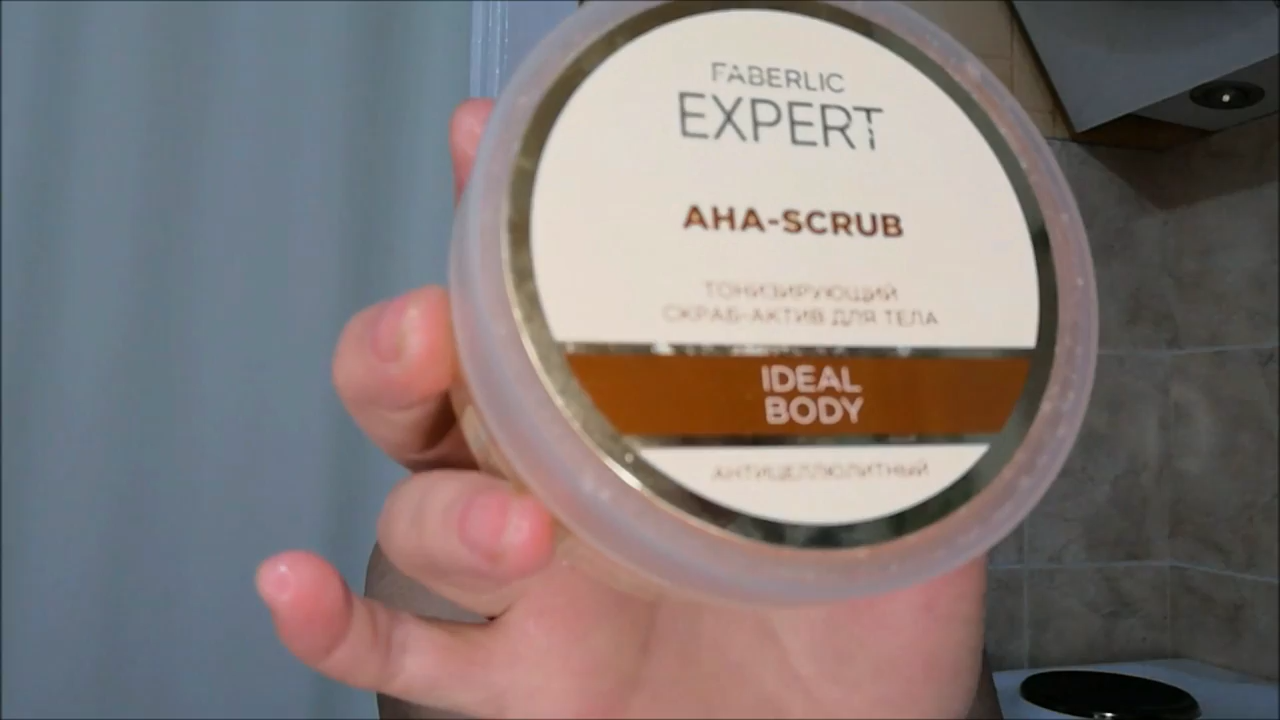 FABERLIC
EXPERT
AHA-SCRUB
ТОНИЗИРУЮЩИЙ
СКРАБ-АКТИВ ДЛЯ ТЕЛА
IDEAL
BODY
АНТИЦЕЛЛЮЛИТНЫЙ